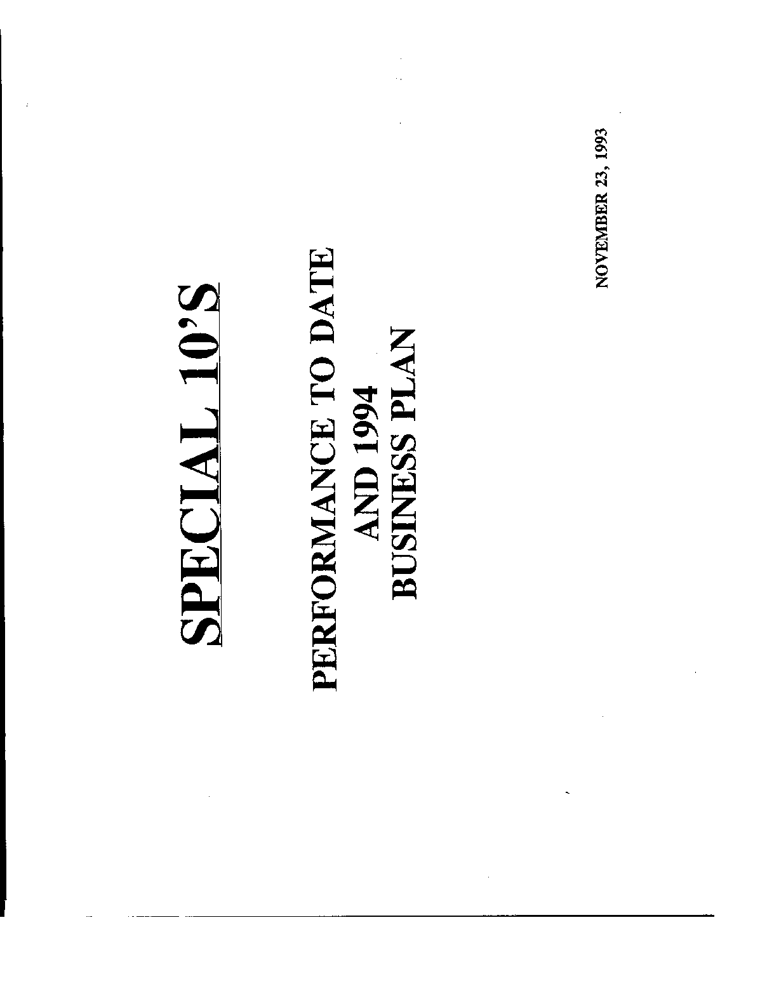 SPECIAL 10'S
PERFORMANCE TO DATE
AND 1994
BUSINESS PLAN
NOVEMBER 23, 1993